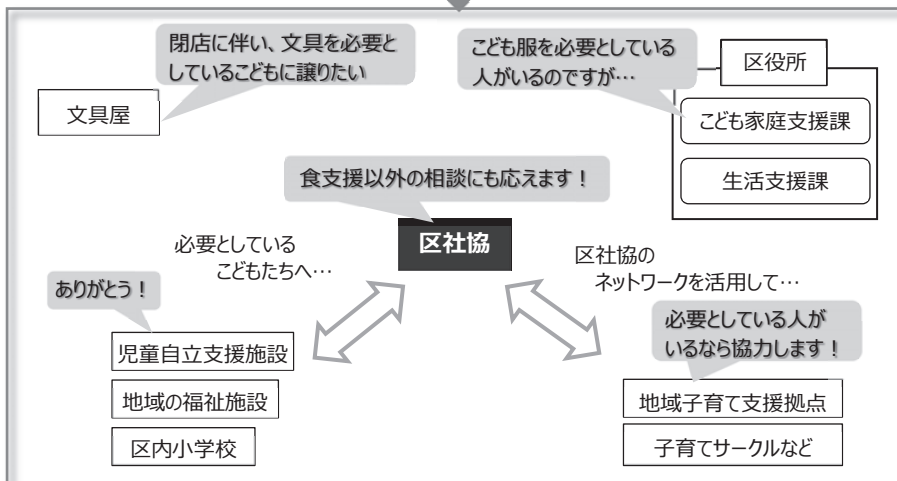 閉店に伴い、文具を必要と
しているこどもに譲りたい
文具屋
こども服を必要としている
人がいるのですが…
区役所
こども家庭支援課
生活支援課
食支援以外の相談にも応えます！
区社協
必要としている
こどもたちへ…
区社協の
ネットワークを活用して…
ありがとう！
児童自立支援施設
地域の福祉施設
区内小学校
必要としている人が
いるなら協力します！
地域子育て支援拠点
子育てサークルなど